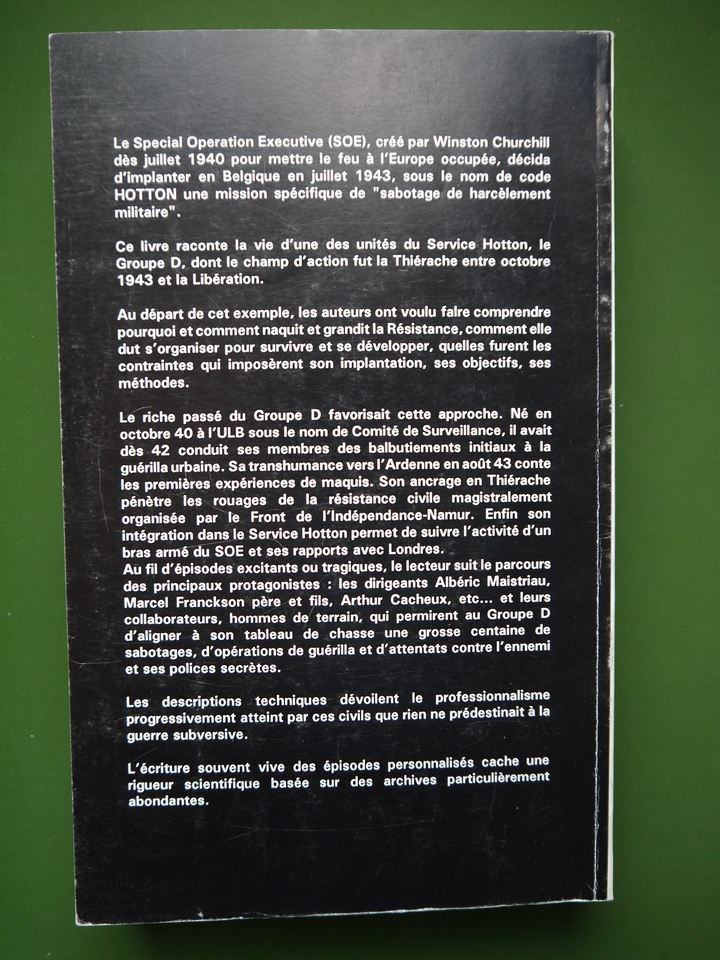 Le Special Operation Executive (SOE), créé par Winston Churchill
dès juillet 1940 pour mettre le feu à l'Europe occupée, décida
d'implanter en Belgique en juillet 1943, sous le nom de code
HOTTON une mission spécifique de "sabotage de harcèlement
militaire".
Ce livre raconte la vie d'une des unités du Service Hotton, le
Groupe D, dont le champ d'action fut la Thiérache entre octobre
1943 et la Libération.
Au départ de cet exemple, les auteurs ont voulu faire comprendre
pourquoi et comment naquit et grandit la Résistance, comment elle
dut s'organiser pour survivre et se développer, quelles furent les
contraintes qui imposèrent son implantation, ses objectifs, ses
méthodes.
Le riche passé du Groupe D favorisait cette approche. Né en
octobre 40 à l'ULB sous le nom de Comité de Surveillance, il avait
dès 42 conduit ses membres des balbutiements initiaux à la
guérilla urbaine. Sa transhumance vers l'Ardenne en août 43 conte
les premières expériences de maquis. Son ancrage en Thiérache
pénètre les rouages de la résistance civile magistralement
organisée par le Front de l'Indépendance-Namur. Enfin son
intégration dans le Service Hotton permet de suivre l'activité d'un
bras armé du SOE et ses rapports avec Londres.
Au fil d'épisodes excitants ou tragiques, le lecteur suit le parcours
des principaux protagonistes : les dirigeants Albéric Maistriau,
Marcel Franckson père et fils, Arthur Cacheux, etc... et leurs
collaborateurs, hommes de terrain, qui permirent au Groupe D
d'aligner à son tableau de chasse une grosse centaine de
sabotages, d'opérations de guérilla et d'attentats contre l'ennemi
et ses polices secrètes.
Les descriptions techniques dévoilent le professionnalisme
progressivement atteint par ces civils que rien ne prédestinait à la
guerre subversive.
L'écriture souvent vive des épisodes personnalisés cache une
rigueur scientifique basée sur des archives particulièrement
abondantes.